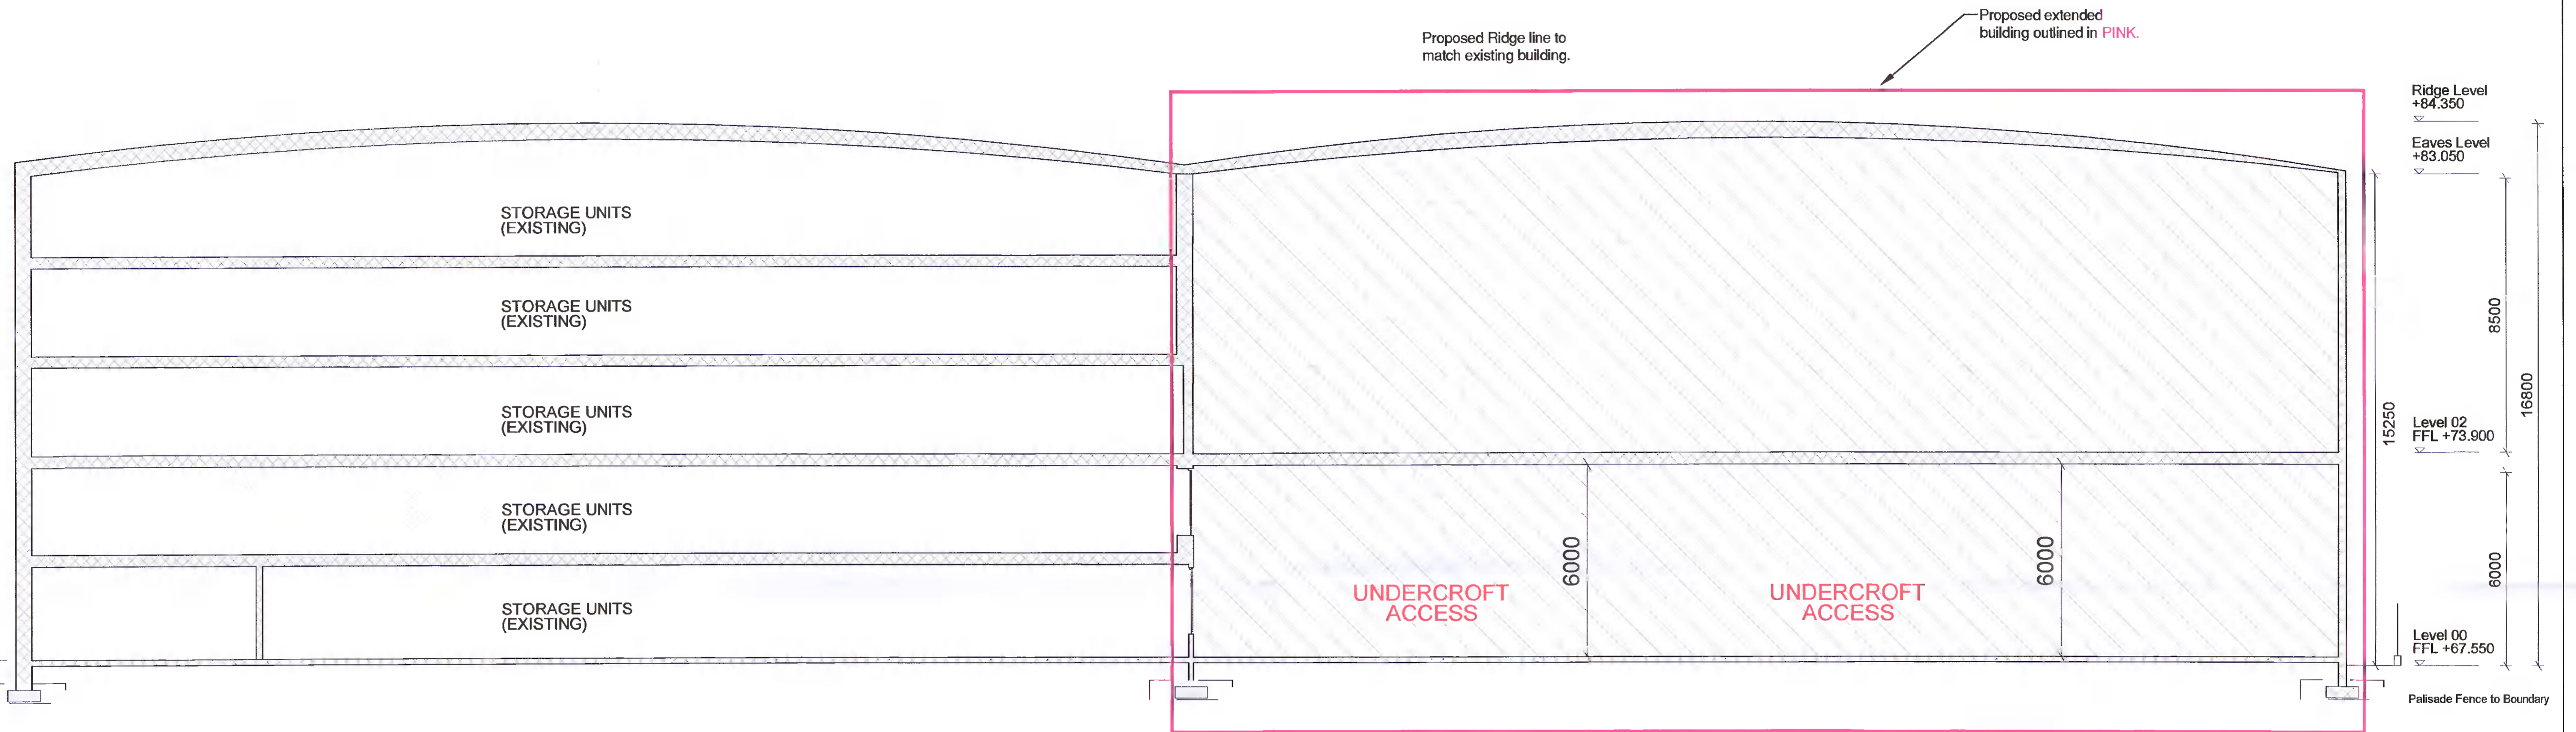 Proposed Ridge line to
match existing building.
Proposed extended
building outlined in PINK.
Ridge Level
+84.350
Eaves Level
+83.050
STORAGE UNITS
(EXISTING)
STORAGE UNITS
(EXISTING)
STORAGE UNITS
(EXISTING)
STORAGE UNITS
(EXISTING)
STORAGE UNITS
(EXISTING)
UNDERCROFT
ACCESS
6000
UNDERCROFT
ACCESS
6000
15250
Level 02
FFL +73.900
8500
16800
6000
Level 00
FFL +67.550
Palisade Fence to Boundary